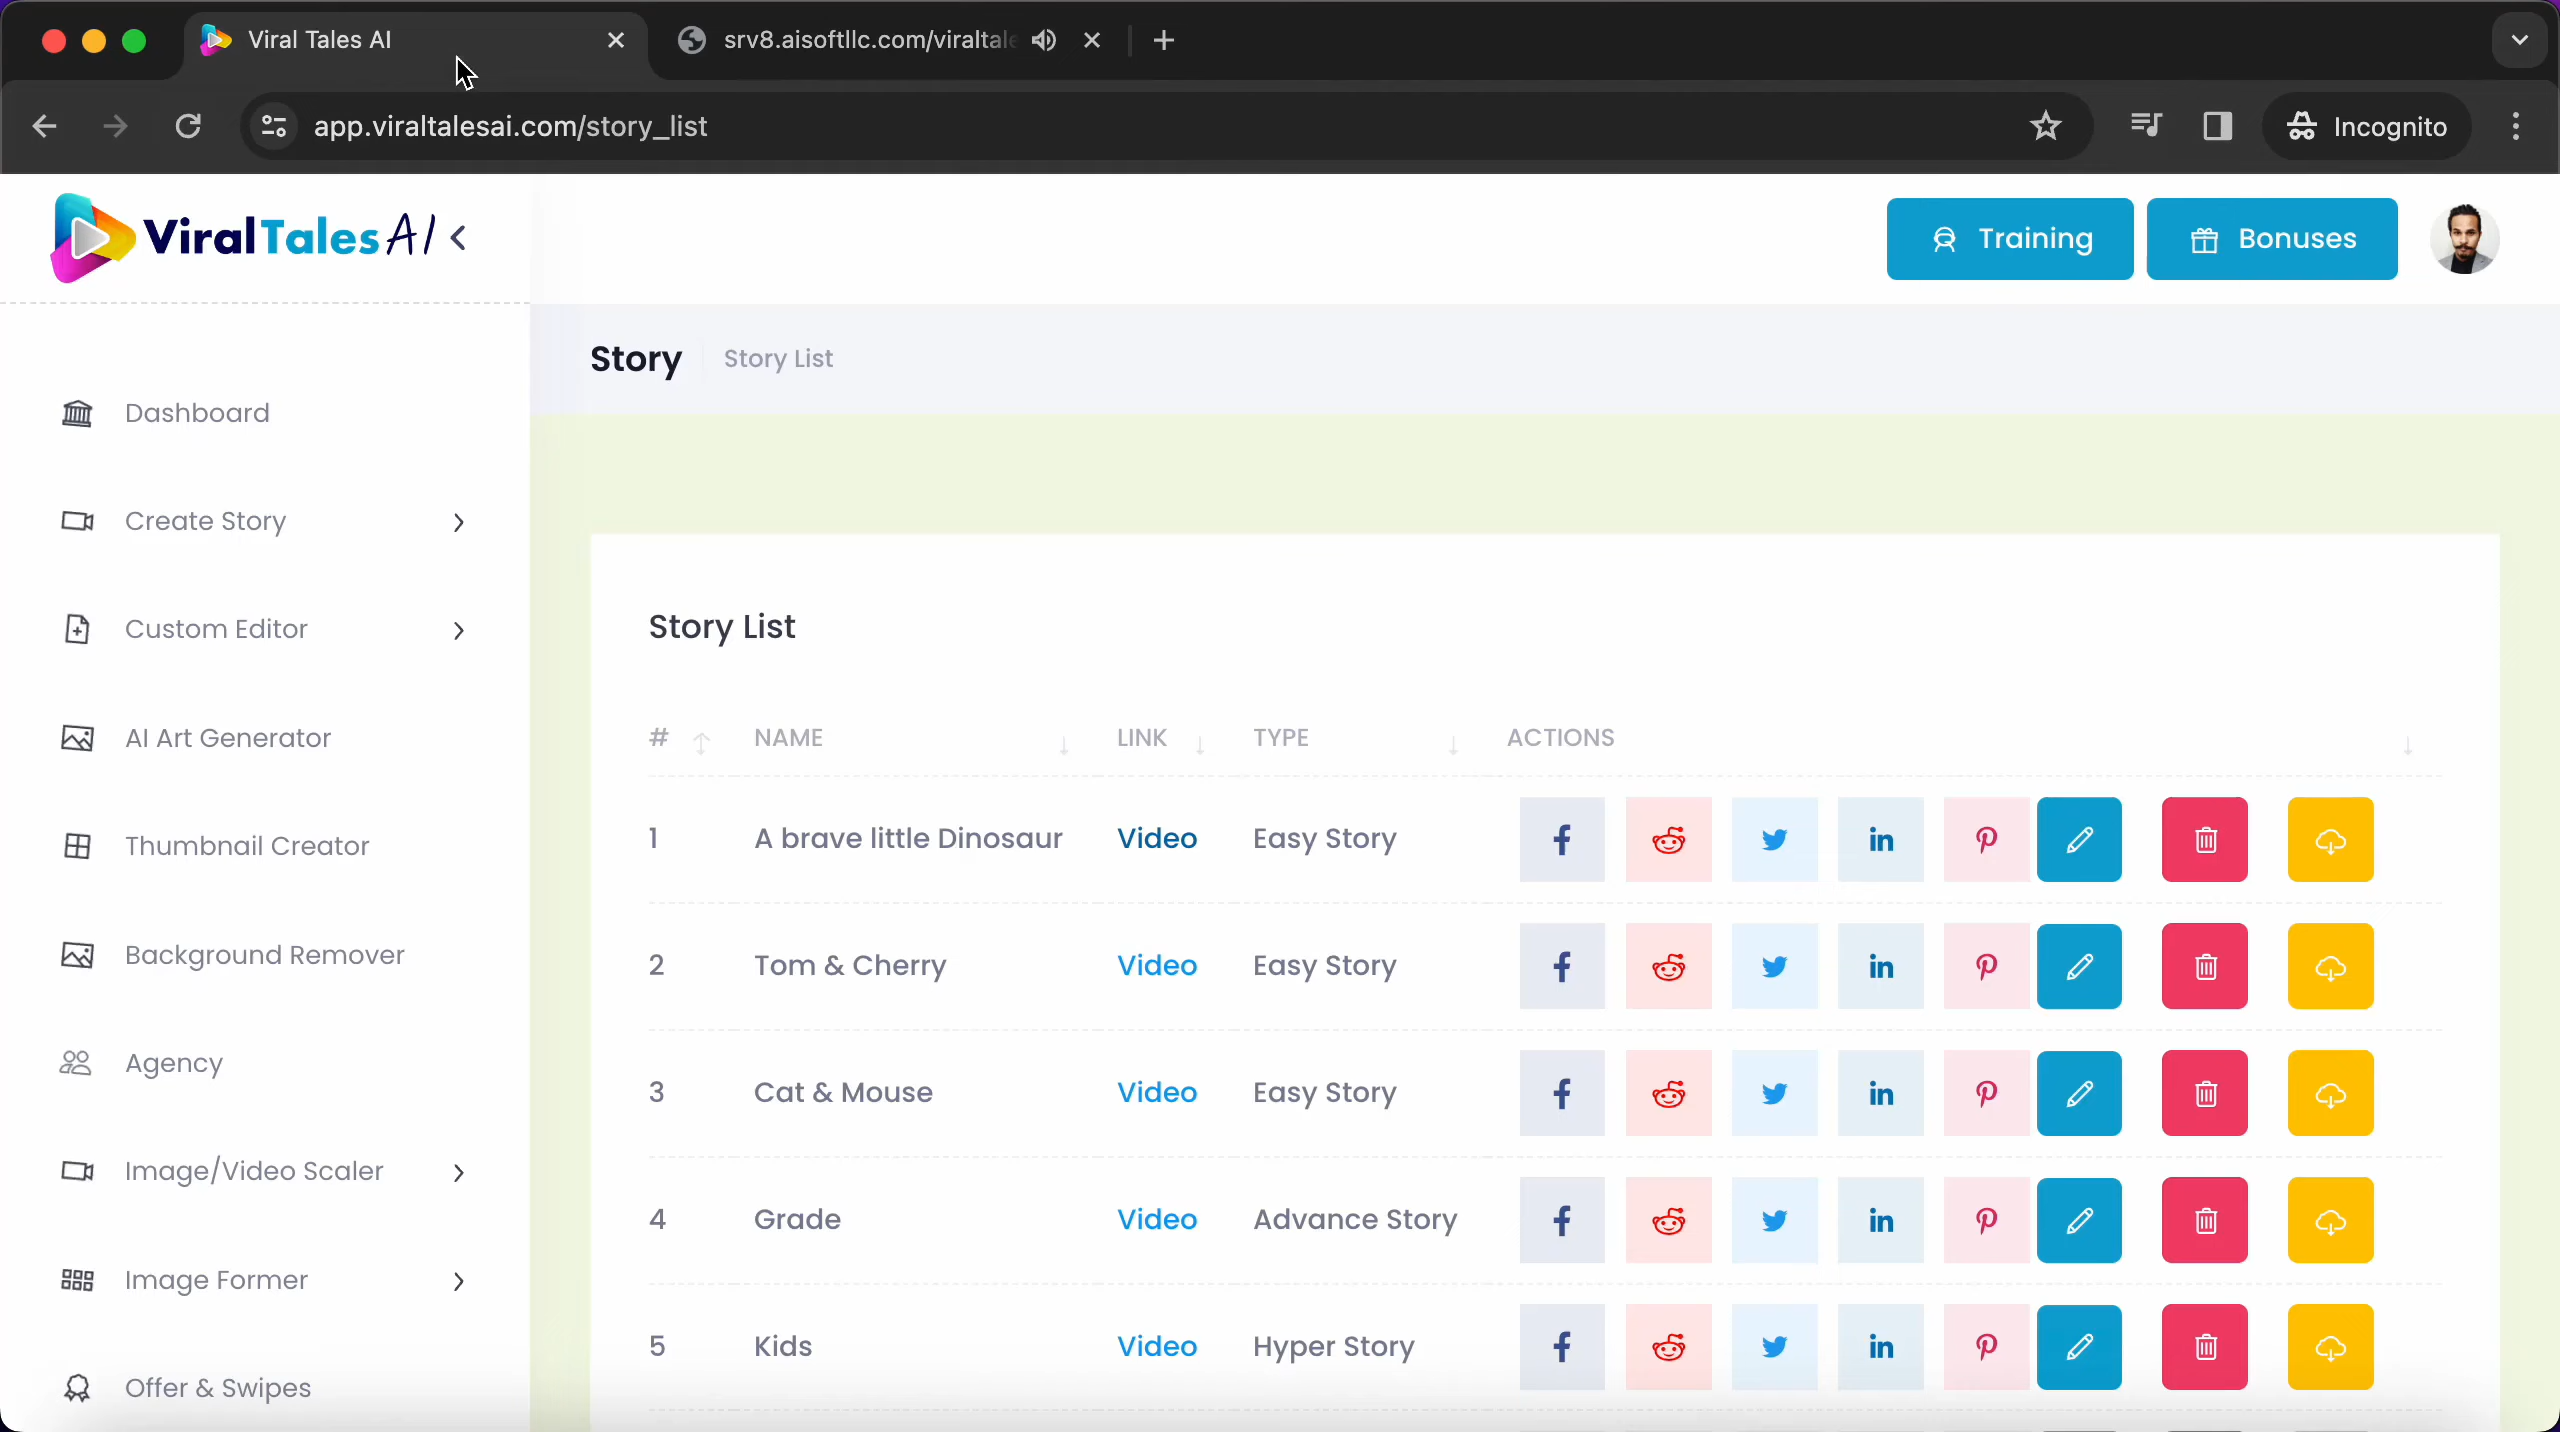 Viral Tales AI
srv8.aisoftllc.com/viraltale
app.viraltalesai.com/story_list
Incognito
ViralTales AI
Training
Bonuses
Story
Story List
Dashboard
Create Story
Custom Editor
AI Art Generator
Thumbnail Creator
Background Remover
Agency
Image/Video Scaler
Image Former
Offer & Swipes
Story List
# NAME LINK TYPE ACTIONS
1 A brave little Dinosaur Video Easy Story
2 Tom & Cherry Video Easy Story
3 Cat & Mouse Video Easy Story
4 Grade Video Advance Story
5 Kids Video Hyper Story